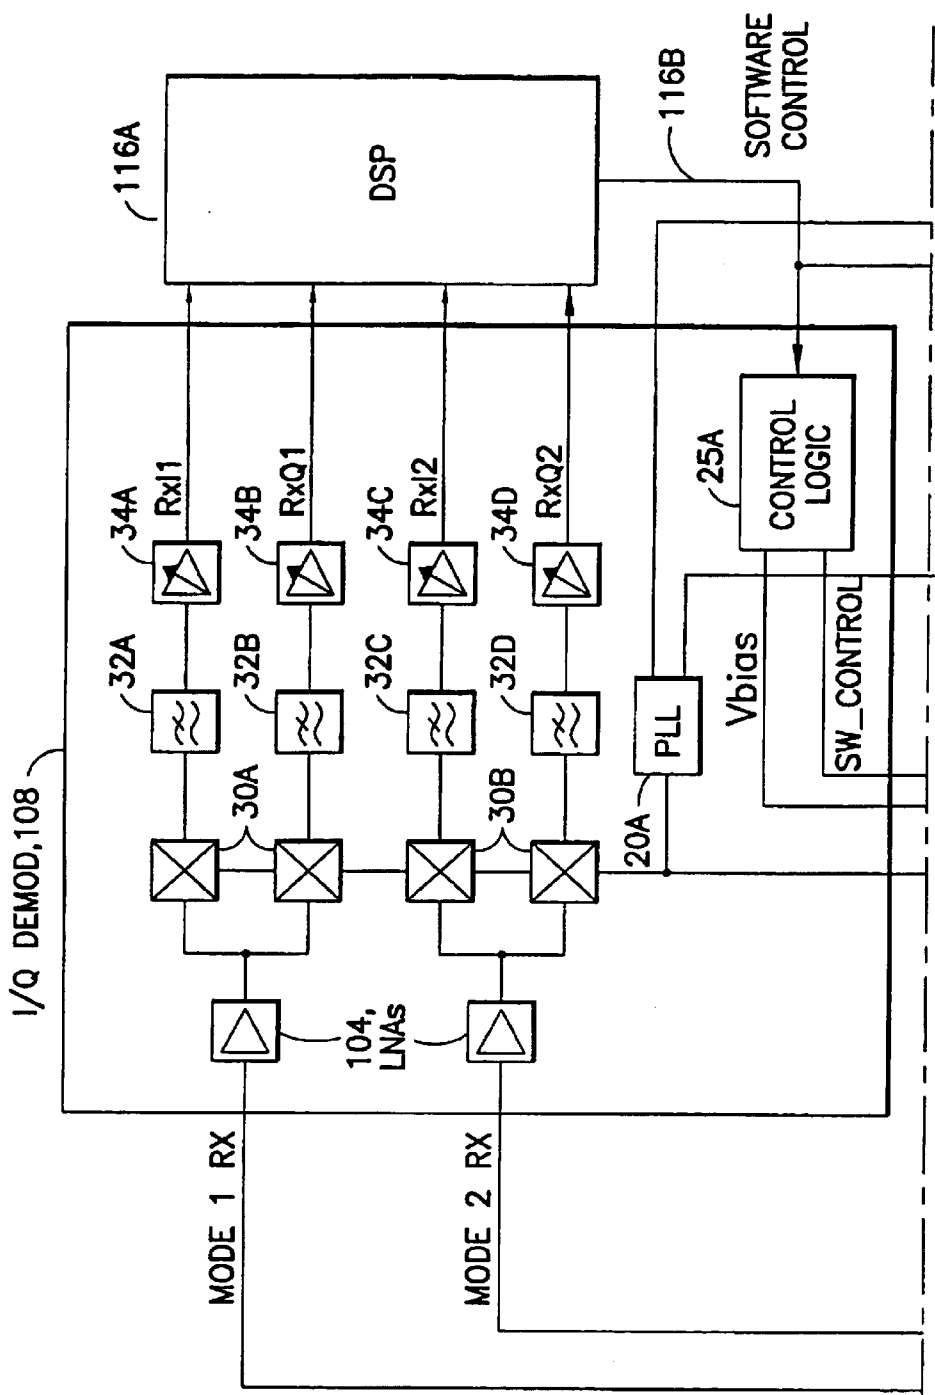 I/Q DEMOD,108
116A
DSP
116B
SOFTWARE
CONTROL
32A
34A
RxI1
30A
32B
34B
RxQ1
104,
LNAs
32C
34C
RxI2
30B
32D
34D
RxQ2
MODE 1 RX
MODE 2 RX
20A
PLL
25A
CONTROL
LOGIC
Vbias
SW_CONTROL